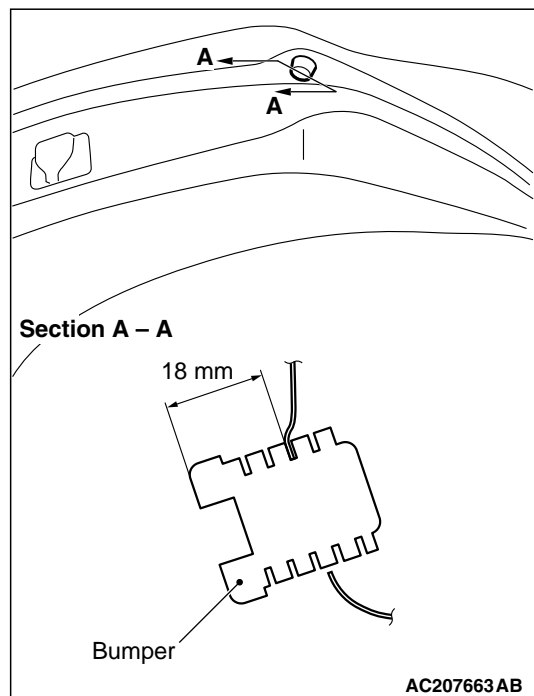 A
A
Section A – A
18 mm
Bumper
AC207663AB